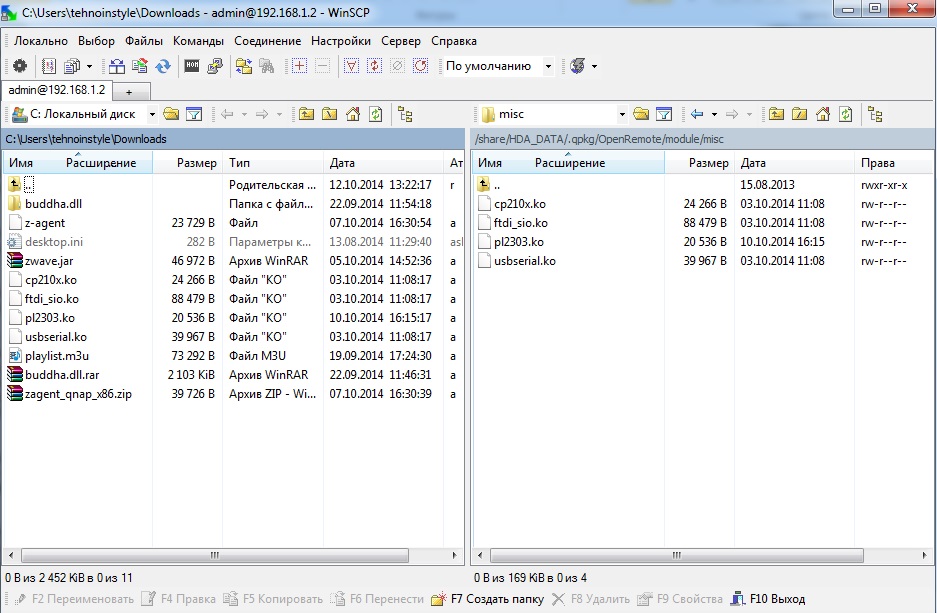 C:\Users\tehnoinstyle\Downloads - admin@192.168.1.2 - WinSCP
Локально Выбор Файлы Команды Соединение Настройки Сервер Справка
По умолчанию
admin@192.168.1.2
C: Локальный диск
misc
C:\Users\tehnoinstyle\Downloads
/share/HDA_DATA/.qpkg/OpenRemote/module/misc
Имя Расширение Размер Тип Дата Ат
.. Родительская ... 12.10.2014 13:22:17 r
buddha.dll Папка с файл... 22.09.2014 11:54:18
z-agent 23 729 B Файл 07.10.2014 16:30:54 a
desktop.ini 282 B Параметры к... 13.08.2014 11:29:40 asl
zwave.jar 46 972 B Архив WinRAR 05.10.2014 14:52:36 a
cp210x.ko 24 266 B Файл "KO" 03.10.2014 11:08:17 a
ftdi_sio.ko 88 479 B Файл "KO" 03.10.2014 11:08:17 a
pl2303.ko 20 536 B Файл "KO" 10.10.2014 16:15:17 a
usbserial.ko 39 967 B Файл "KO" 03.10.2014 11:08:17 a
playlist.m3u 73 292 B Файл M3U 19.09.2014 17:24:30 a
buddha.dll.rar 2 103 KiB Архив WinRAR 22.09.2014 11:46:31 a
zagent_qnap_x86.zip 39 726 B Архив ZIP - Wi... 07.10.2014 16:30:39 a
Имя Расширение Размер Дата Права
.. 15.08.2013 rwxr-xr-x
cp210x.ko 24 266 B 03.10.2014 11:08 rw-r--r--
ftdi_sio.ko 88 479 B 03.10.2014 11:08 rw-r--r--
pl2303.ko 20 536 B 10.10.2014 16:15 rw-r--r--
usbserial.ko 39 967 B 03.10.2014 11:08 rw-r--r--
0 B из 2 452 KiB в 0 из 11
0 B из 169 KiB в 0 из 4
F2 Переименовать F4 Правка F5 Копировать F6 Перенести F7 Создать папку F8 Удалить F9 Свойства F10 Выход